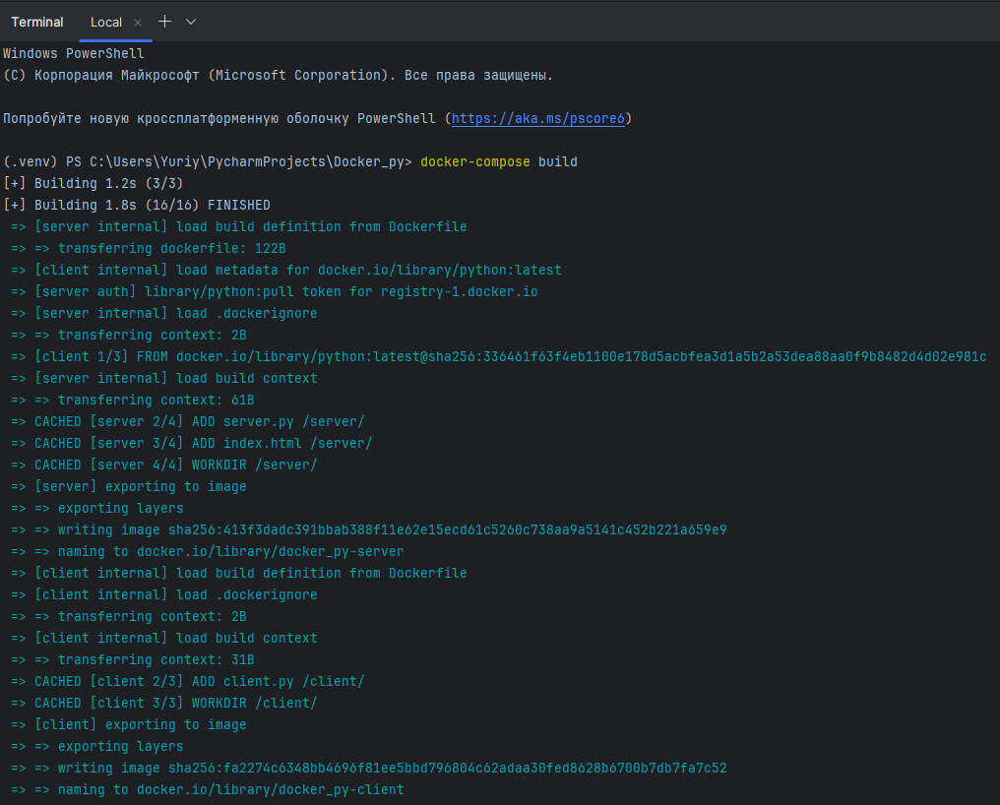 Terminal Local
Windows PowerShell
(C) Корпорация Майкрософт (Microsoft Corporation). Все права защищены.
Попробуйте новую кроссплатформенную оболочку PowerShell (https://aka.ms/pscore6)
(.venv) PS C:\Users\Yuriy\PycharmProjects\Docker_py> docker-compose build
[+] Building 1.2s (3/3)
[+] Building 1.8s (16/16) FINISHED
=> [server internal] load build definition from Dockerfile
=> => transferring dockerfile: 122B
=> [client internal] load metadata for docker.io/library/python:latest
=> [server auth] library/python:pull token for registry-1.docker.io
=> [server internal] load .dockerignore
=> => transferring context: 2B
=> [client 1/3] FROM docker.io/library/python:latest@sha256:336461f63f4eb1100e178d5acbfea3d1a5b2a53dea88aa0f9b8482d4d02e981c
=> [server internal] load build context
=> => transferring context: 61B
=> CACHED [server 2/4] ADD server.py /server/
=> CACHED [server 3/4] ADD index.html /server/
=> CACHED [server 4/4] WORKDIR /server/
=> [server] exporting to image
=> => exporting layers
=> => writing image sha256:413f3dadc391bbab388f11e62e15ecd61c5260c738aa9a5141c452b221a659e9
=> => naming to docker.io/library/docker_py-server
=> [client internal] load build definition from Dockerfile
=> [client internal] load .dockerignore
=> => transferring context: 2B
=> [client internal] load build context
=> => transferring context: 31B
=> CACHED [client 2/3] ADD client.py /client/
=> CACHED [client 3/3] WORKDIR /client/
=> [client] exporting to image
=> => exporting layers
=> => writing image sha256:fa2274c6348bb4696f81ee5bbd796804c62adaa30fed8628b6700b7db7fa7c52
=> => naming to docker.io/library/docker_py-client